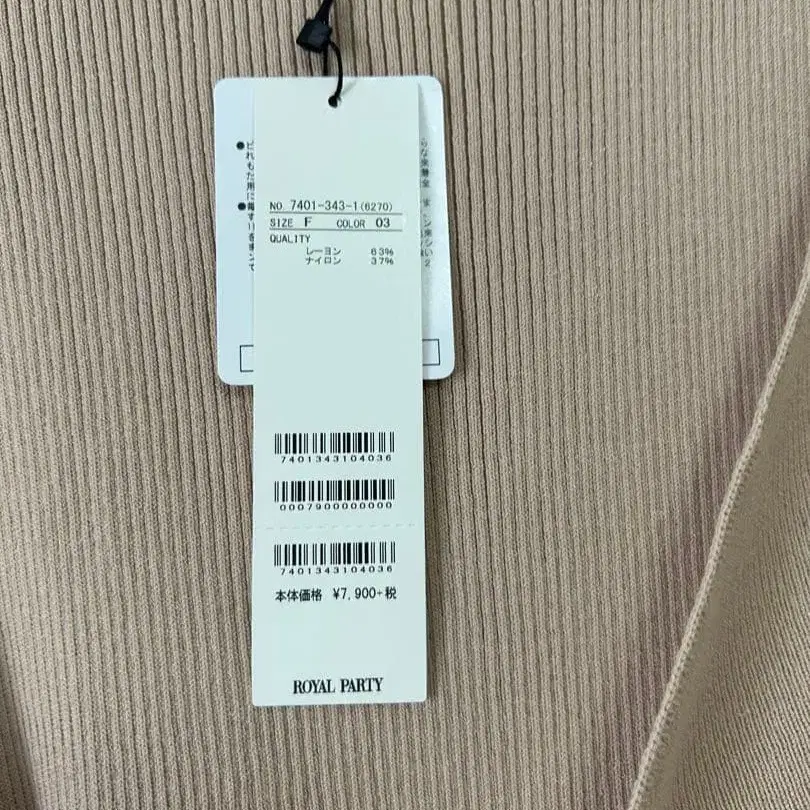 NO. 7401-343-1(6270)
SIZE F COLOR 03
QUALITY
レーヨン 63%
ナイロン 37%
7401343104036
0007900000000
7401343104036
本体価格 ¥7,900+税
ROYAL PARTY